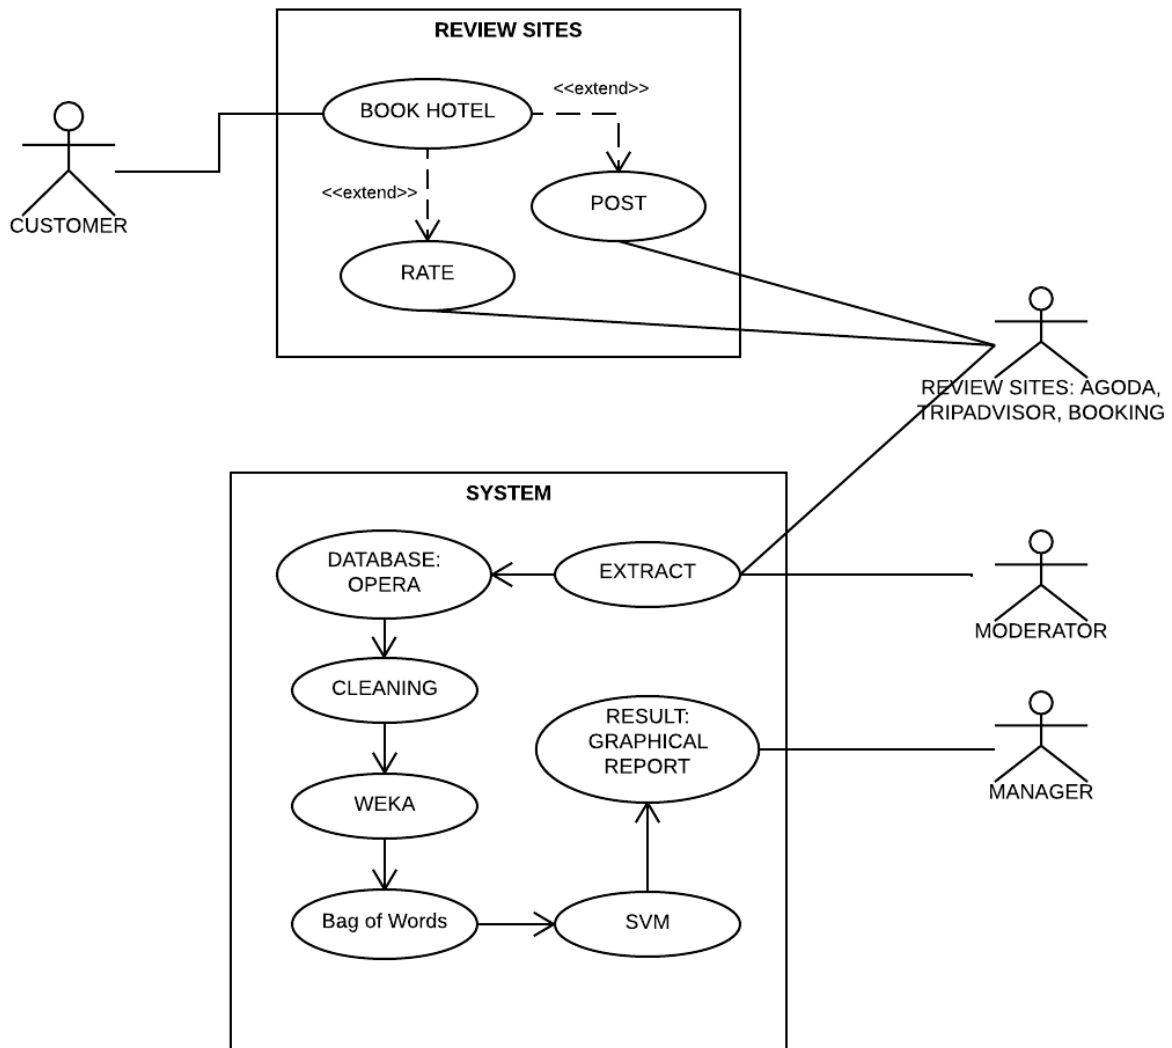 REVIEW SITES
BOOK HOTEL
<<extend>>
<<extend>>
POST
RATE
CUSTOMER
REVIEW SITES: AGODA,
TRIPADVISOR, BOOKING
SYSTEM
DATABASE:
OPERA
EXTRACT
MODERATOR
CLEANING
RESULT:
GRAPHICAL
REPORT
MANAGER
WEKA
Bag of Words
SVM